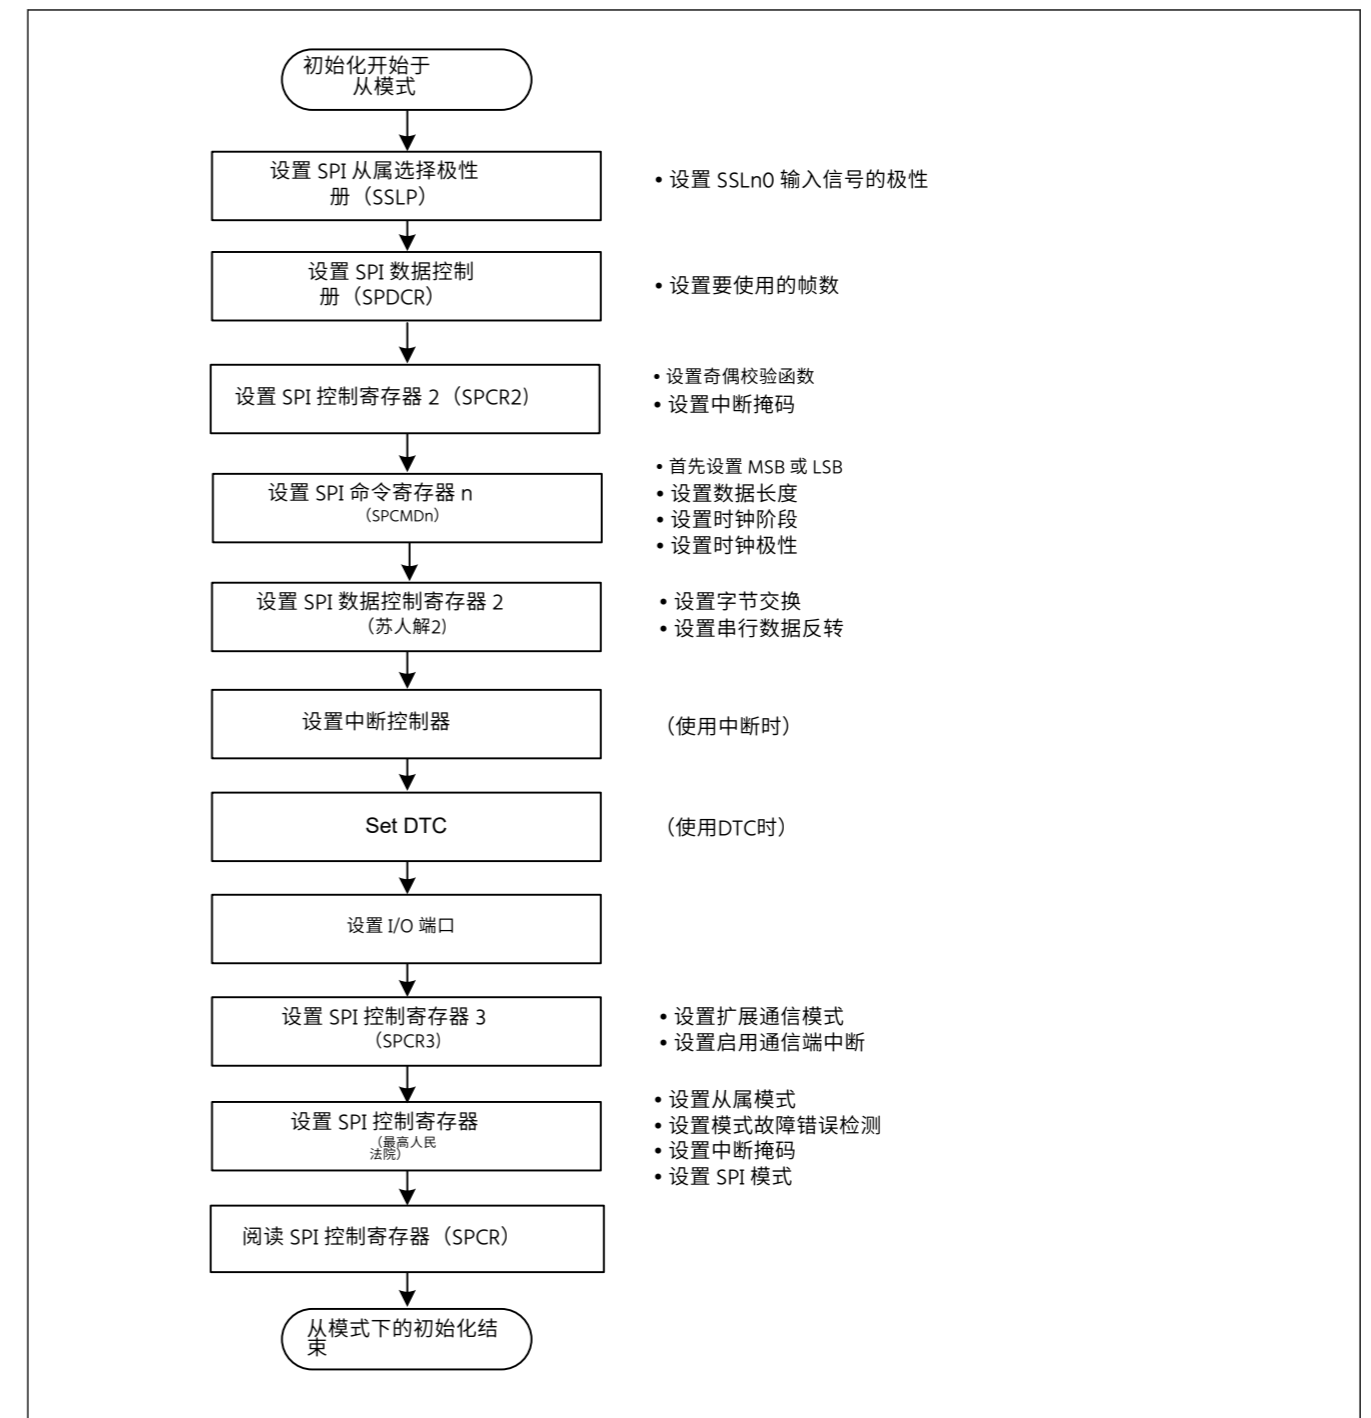 初始化开始于
从模式
设置 SPI 从属选择极性
册（SSLP）
• 设置 SSLn0 输入信号的极性
设置 SPI 数据控制
册（SPDCR）
• 设置要使用的帧数
设置 SPI 控制寄存器 2（SPCR2）
• 设置奇偶校验函数
• 设置中断掩码
设置 SPI 命令寄存器 n
（SPCMDn）
• 首先设置 MSB 或 LSB
• 设置数据长度
• 设置时钟阶段
• 设置时钟极性
设置 SPI 数据控制寄存器 2
（苏人解2）
• 设置字节交换
• 设置串行数据反转
设置中断控制器
（使用中断时）
Set DTC
（使用DTC时）
设置 I/O 端口
设置 SPI 控制寄存器 3
（SPCR3）
• 设置扩展通信模式
• 设置启用通信端中断
设置 SPI 控制寄存器
（最高人民
法院）
• 设置从属模式
• 设置模式故障错误检测
• 设置中断掩码
• 设置 SPI 模式
阅读 SPI 控制寄存器（SPCR）
从模式下的初始化结
束